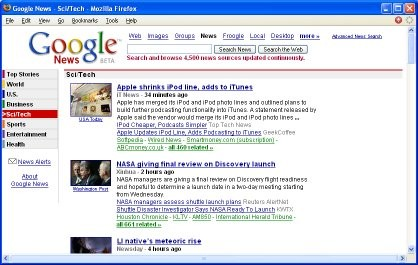 Google News - Sci/Tech - Mozilla Firefox
File Edit View Go Bookmarks Tools Help
Web Images Groups News Froogle Local Desktop more »
Advanced News Search
Google
News BETA
Search News Search the Web
Search and browse 4,500 news sources updated continuously.
Top Stories
World
U.S.
Business
Sci/Tech
Sports
Entertainment
Health
News Alerts
About
Google News
Sci/Tech
USA Today
Apple shrinks iPod line, adds to iTunes
IT News - 34 minutes ago
Apple has merged its iPod and iPod photo lines and outlined plans to
build further podcasting functionality into iTunes. A statement released by
Apple said the vendor would merge its iPod and iPod photo lines ...
IPod Cheaper, Podcasts Simpler Top Tech News
Apple Updates iPod Line, Adds Podcasting to iTunes GeekCoffee
Softpedia - Wired News - Smartmoney.com (subscription) -
ABCmoney.co.uk - all 460 related »
Washington Post
NASA giving final review on Discovery launch
Xinhua - 2 hours ago
NASA managers are giving a final review on Discovery flight readiness
and hopeful to determine a launch date in a two-day meeting starting
from Wednesday.
NASA managers assess shuttle launch plans Reuters AlertNet
Shuttle Disaster Investigator Says NASA Ready To Launch KWTX
Houston Chronicle - KLTV - AM860 - International Herald Tribune -
all 661 related »
LI native's meteoric rise
Newsday - 4 hours ago